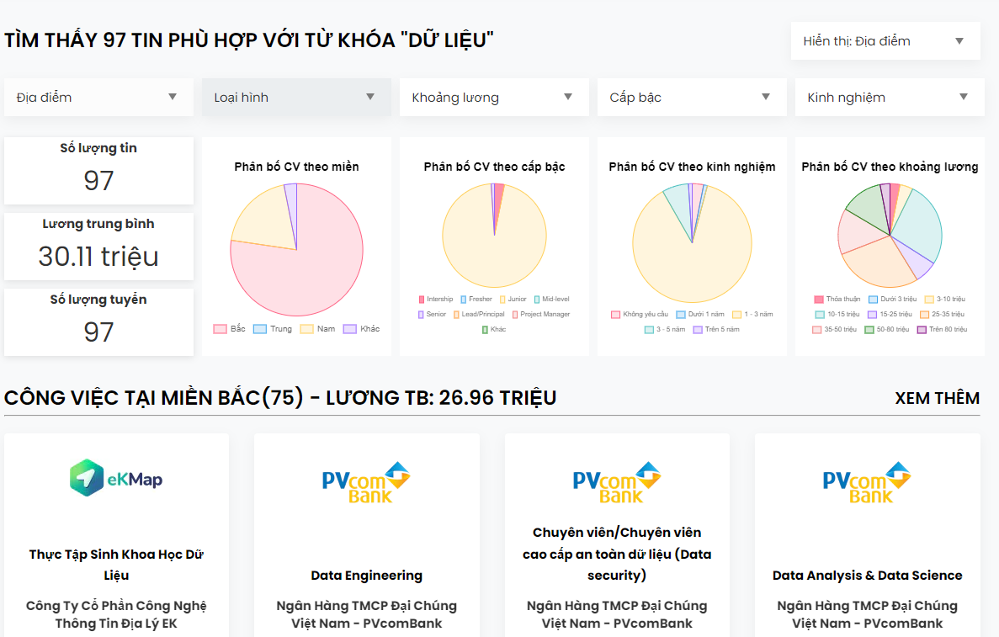 TÌM THẤY 97 TIN PHÙ HỢP VỚI TỪ KHÓA "DỮ LIỆU"
Hiển thị: Địa điểm
Địa điểm
Loại hình
Khoảng lương
Cấp bậc
Kinh nghiệm
Số lượng tin
97
Lương trung bình
30.11 triệu
Số lượng tuyển
97
Phân bố CV theo miền
Bắc Trung Nam Khác
Phân bố CV theo cấp bậc
Intership Fresher Junior Mid-level
Senior Lead/Principal Project Manager
Khác
Phân bố CV theo kinh nghiệm
Không yêu cầu Dưới 1 năm 1 - 3 năm
3 - 5 năm Trên 5 năm
Phân bố CV theo khoảng lương
Thỏa thuận Dưới 3 triệu 3-10 triệu
10-15 triệu 15-25 triệu 25-35 triệu
35-50 triệu 50-80 triệu Trên 80 triệu
CÔNG VIỆC TẠI MIỀN BẮC(75) - LƯƠNG TB: 26.96 TRIỆU
XEM THÊM
eKMap
Thực Tập Sinh Khoa Học Dữ
Liệu
Công Ty Cổ Phần Công Nghệ
Thông Tin Địa Lý EK
PVcom
Bank
Data Engineering
Ngân Hàng TMCP Đại Chúng
Việt Nam - PVcomBank
PVcom
Bank
Chuyên viên/Chuyên viên
cao cấp an toàn dữ liệu (Data
security)
Ngân Hàng TMCP Đại Chúng
Việt Nam - PVcomBank
PVcom
Bank
Data Analysis & Data Science
Ngân Hàng TMCP Đại Chúng
Việt Nam - PVcomBank